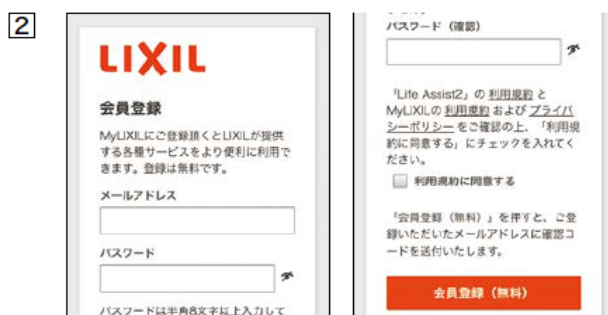 2
LIXIL
会員登録
MyLIXILにご登録頂くとLIXILが提供
する各種サービスをより便利に利用で
きます。登録は無料です。
メールアドレス
パスワード
パスワードは半角8文字以上入力して
パスワード（確認）
「Life Assist2」の 利用規約 と
MyLIXILの 利用規約 および プライバ
シーポリシー をご確認の上、「利用規
約に同意する」にチェックを入れてく
ださい。
利用規約に同意する
「会員登録（無料）」を押すと、ご登
録いただいたメールアドレスに確認コ
ードを送付いたします。
会員登録（無料）